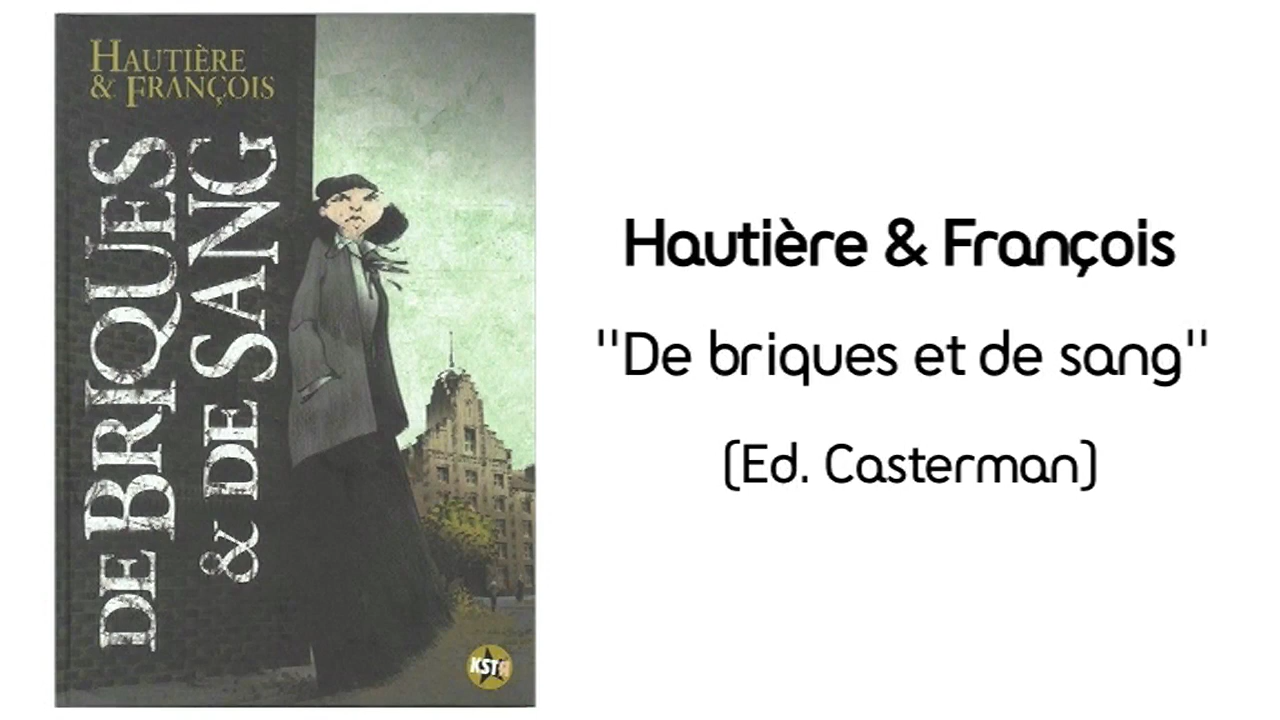 HAUTIÈRE
& FRANÇOIS
DE BRIQUES
& DE SANG
KSTR
Hautière & François
"De briques et de sang"
(Ed. Casterman)